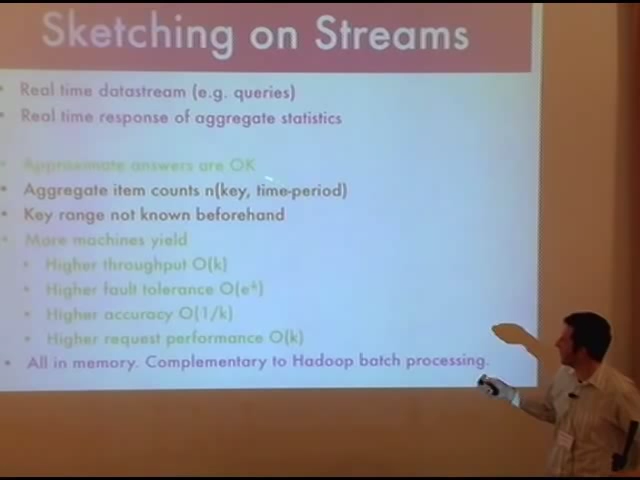 Sketching on Streams
Real time datastream (e.g. queries)
Real time response of aggregate statistics
Approximate answers are OK
Aggregate item counts n(key, time-period)
Key range not known beforehand
More machines yield
Higher throughput O(k)
Higher fault tolerance O(eᵏ)
Higher accuracy O(1/k)
Higher request performance O(k)
All in memory. Complementary to Hadoop batch processing.